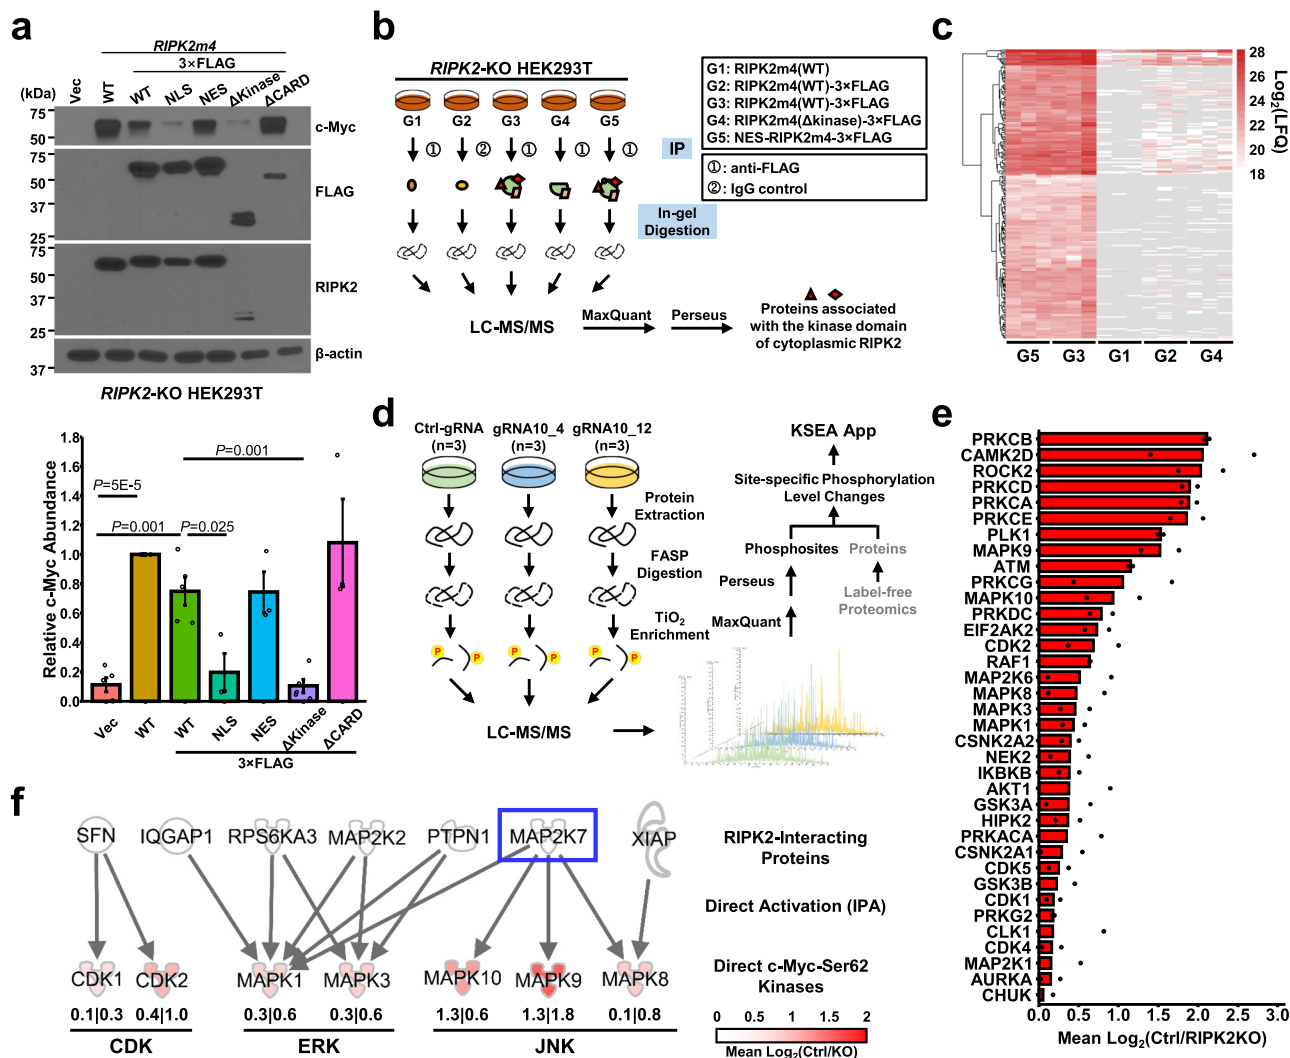 a
RIPK2m4
3×FLAG
(kDa)
Vec
WT
WT
NLS
NES
ΔKinase
ΔCARD
75
50
c-Myc
75
50
37
25
FLAG
75
50
37
25
RIPK2
37
β-actin
RIPK2-KO HEK293T
Relative c-Myc Abundance
1.8
1.6
1.4
1.2
1.0
0.8
0.6
0.4
0.2
0.0
P=0.001
P=5E-5
P=0.001
P=0.025
Vec
WT
WT
NLS
NES
ΔKinase
ΔCARD
3×FLAG
b
RIPK2-KO HEK293T
G1 G2 G3 G4 G5
① ② ① ① ①
IP
In-gel
Digestion
G1: RIPK2m4(WT)
G2: RIPK2m4(WT)-3×FLAG
G3: RIPK2m4(WT)-3×FLAG
G4: RIPK2m4(Δkinase)-3×FLAG
G5: NES-RIPK2m4-3×FLAG
①: anti-FLAG
②: IgG control
LC-MS/MS
MaxQuant
Perseus
Proteins associated
with the kinase domain
of cytoplasmic RIPK2
c
28
26
24
22
20
18
Log2(LFQ)
G5 G3 G1 G2 G4
d
Ctrl-gRNA
(n=3)
gRNA10_4
(n=3)
gRNA10_12
(n=3)
Protein
Extraction
FASP
Digestion
TiO2
Enrichment
P P P P P P
LC-MS/MS
KSEA App
Site-specific Phosphorylation
Level Changes
Phosphosites
Proteins
Perseus
Label-free
Proteomics
MaxQuant
e
PRKCB
CAMK2D
ROCK2
PRKCD
PRKCA
PRKCE
PLK1
MAPK9
ATM
PRKCG
MAPK10
PRKDC
EIF2AK2
CDK2
RAF1
MAP2K6
MAPK8
MAPK3
MAPK1
CSNK2A2
NEK2
IKBKB
AKT1
GSK3A
HIPK2
PRKACA
CSNK2A1
CDK5
GSK3B
CDK1
PRKG2
CLK1
CDK4
MAP2K1
AURKA
CHUK
0.0 0.5 1.0 1.5 2.0 2.5 3.0
Mean Log2(Ctrl/RIPK2KO)
f
SFN IQGAP1 RPS6KA3 MAP2K2 PTPN1 MAP2K7 XIAP
RIPK2-Interacting
Proteins
Direct Activation (IPA)
Direct c-Myc-Ser62
Kinases
CDK1 CDK2 MAPK1 MAPK3 MAPK10 MAPK9 MAPK8
0.1|0.3 0.4|1.0 0.3|0.6 0.3|0.6 1.3|0.6 1.3|1.8 0.1|0.8
CDK ERK JNK
0 0.5 1 1.5 2
Mean Log2(Ctrl/KO)